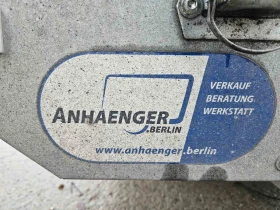 ANHAENGER
.BERLIN
www.anhaenger.berlin
VERKAUF
BERATUNG
WERKSTATT